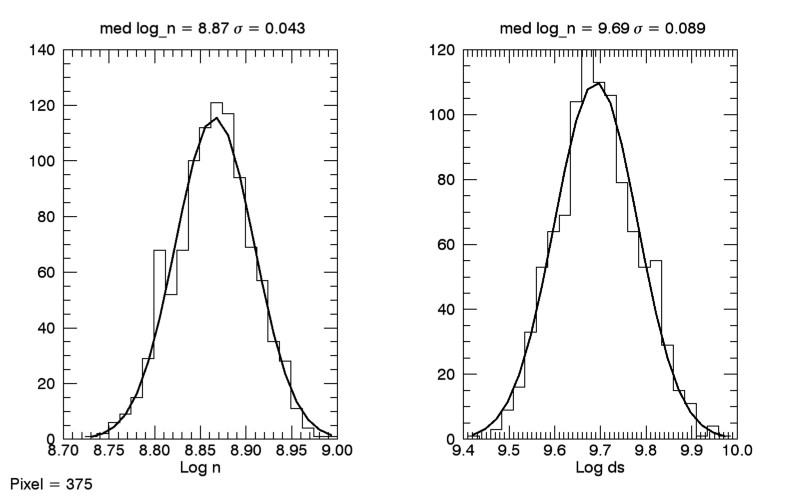 med log_n = 8.87 σ = 0.043
140
120
100
80
60
40
20
0
8.70 8.75 8.80 8.85 8.90 8.95 9.00
Log n
med log_n = 9.69 σ = 0.089
120
100
80
60
40
20
0
9.4 9.5 9.6 9.7 9.8 9.9 10.0
Log ds
Pixel = 375